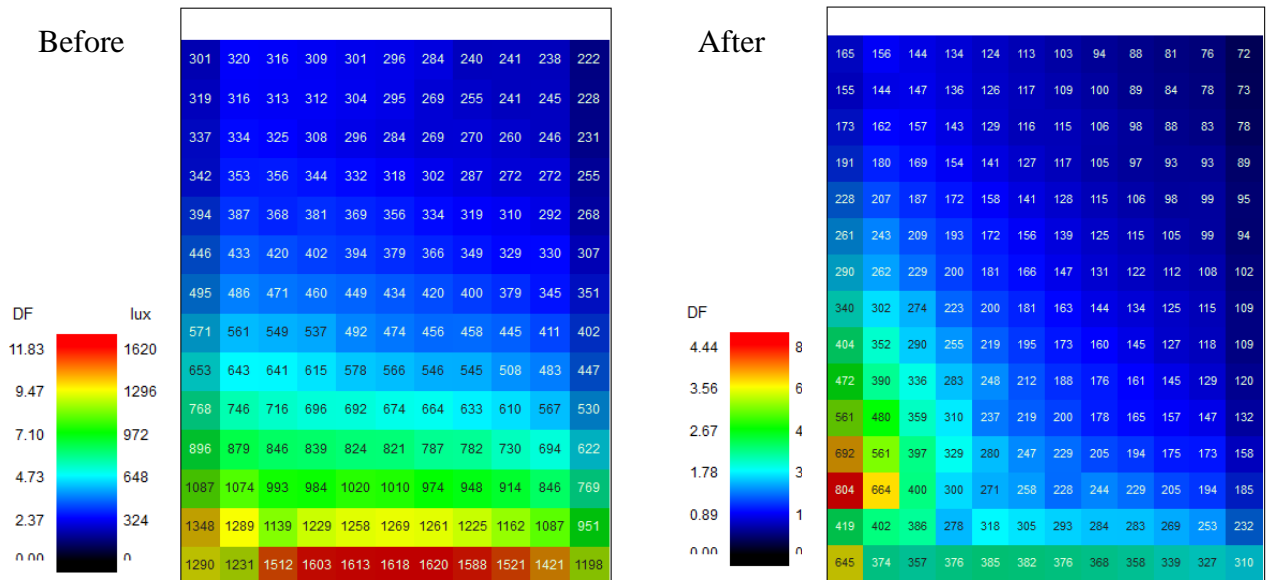 Before
301 320 316 309 301 296 284 240 241 238 222
319 316 313 312 304 295 269 255 241 245 228
337 334 325 308 296 284 269 270 260 246 231
342 353 356 344 332 318 302 287 272 272 255
394 387 368 381 369 356 334 319 310 292 268
446 433 420 402 394 379 366 349 329 330 307
495 486 471 460 449 434 420 400 379 345 351
571 561 549 537 492 474 456 458 445 411 402
653 643 641 615 578 566 546 545 508 483 447
768 746 716 696 692 674 664 633 610 567 530
896 879 846 839 824 821 787 782 730 694 622
1087 1074 993 984 1020 1010 974 948 914 846 769
1348 1289 1139 1229 1258 1269 1261 1225 1162 1087 951
1290 1231 1512 1603 1613 1618 1620 1588 1521 1421 1198
DF lux
11.83 1620
9.47 1296
7.10 972
4.73 648
2.37 324
0.00 0
After
165 156 144 134 124 113 103 94 88 81 76 72
155 144 147 136 126 117 109 100 89 84 78 73
173 162 157 143 129 116 115 106 98 88 83 78
191 180 169 154 141 127 117 105 97 93 93 89
228 207 187 172 158 141 128 115 106 98 99 95
261 243 209 193 172 156 139 125 115 105 99 94
290 262 229 200 181 166 147 131 122 112 108 102
340 302 274 223 200 181 163 144 134 125 115 109
404 352 290 255 219 195 173 160 145 127 118 109
472 390 336 283 248 212 188 176 161 145 129 120
561 480 359 310 237 219 200 178 165 157 147 132
692 561 397 329 280 247 229 205 194 175 173 158
804 664 400 300 271 258 228 244 229 205 194 185
419 402 386 278 318 305 293 284 283 269 253 232
645 374 357 376 385 382 376 368 358 339 327 310
DF
4.44 8
3.56 6
2.67 4
1.78 3
0.89 1
0.00 0